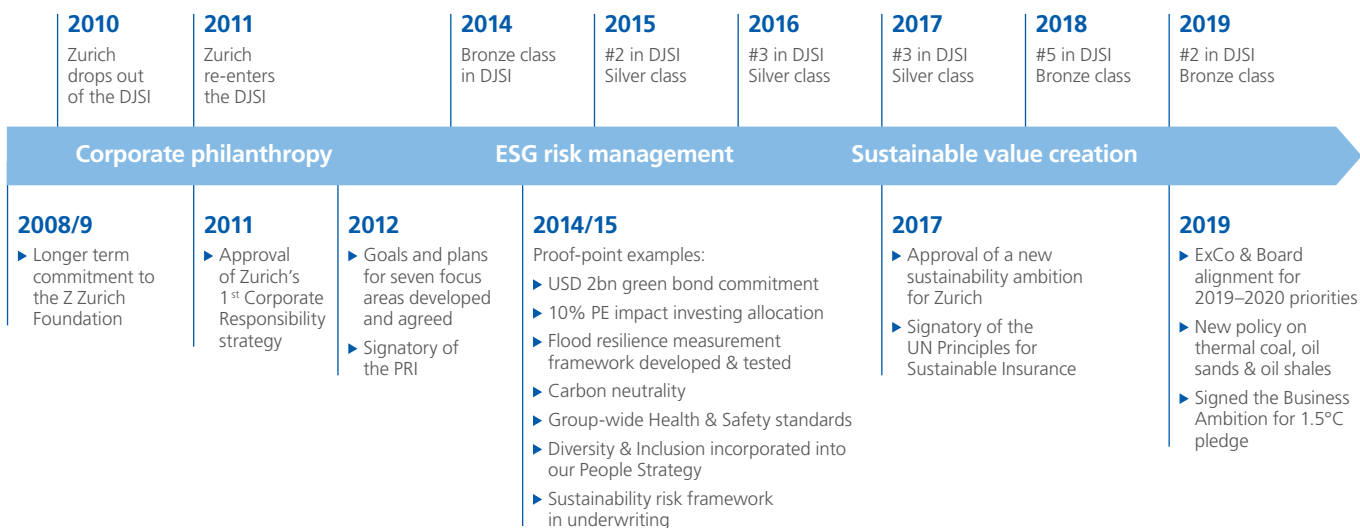 2010
Zurich
drops out
of the DJSI
2011
Zurich
re-enters
the DJSI
2014
Bronze class
in DJSI
2015
#2 in DJSI
Silver class
2016
#3 in DJSI
Silver class
2017
#3 in DJSI
Silver class
2018
#5 in DJSI
Bronze class
2019
#2 in DJSI
Bronze class
Corporate philanthropy
ESG risk management
Sustainable value creation
2008/9
► Longer term
commitment to
the Z Zurich
Foundation
2011
► Approval
of Zurich's
1st Corporate
Responsibility
strategy
2012
► Goals and plans
for seven focus
areas developed
and agreed
► Signatory of
the PRI
2014/15
Proof-point examples:
► USD 2bn green bond commitment
► 10% PE impact investing allocation
► Flood resilience measurement
framework developed & tested
► Carbon neutrality
► Group-wide Health & Safety standards
► Diversity & Inclusion incorporated into
our People Strategy
► Sustainability risk framework
in underwriting
2017
► Approval of a new
sustainability ambition
for Zurich
► Signatory of the
UN Principles for
Sustainable Insurance
2019
► ExCo & Board
alignment for
2019–2020 priorities
► New policy on
thermal coal, oil
sands & oil shales
► Signed the Business
Ambition for 1.5°C
pledge